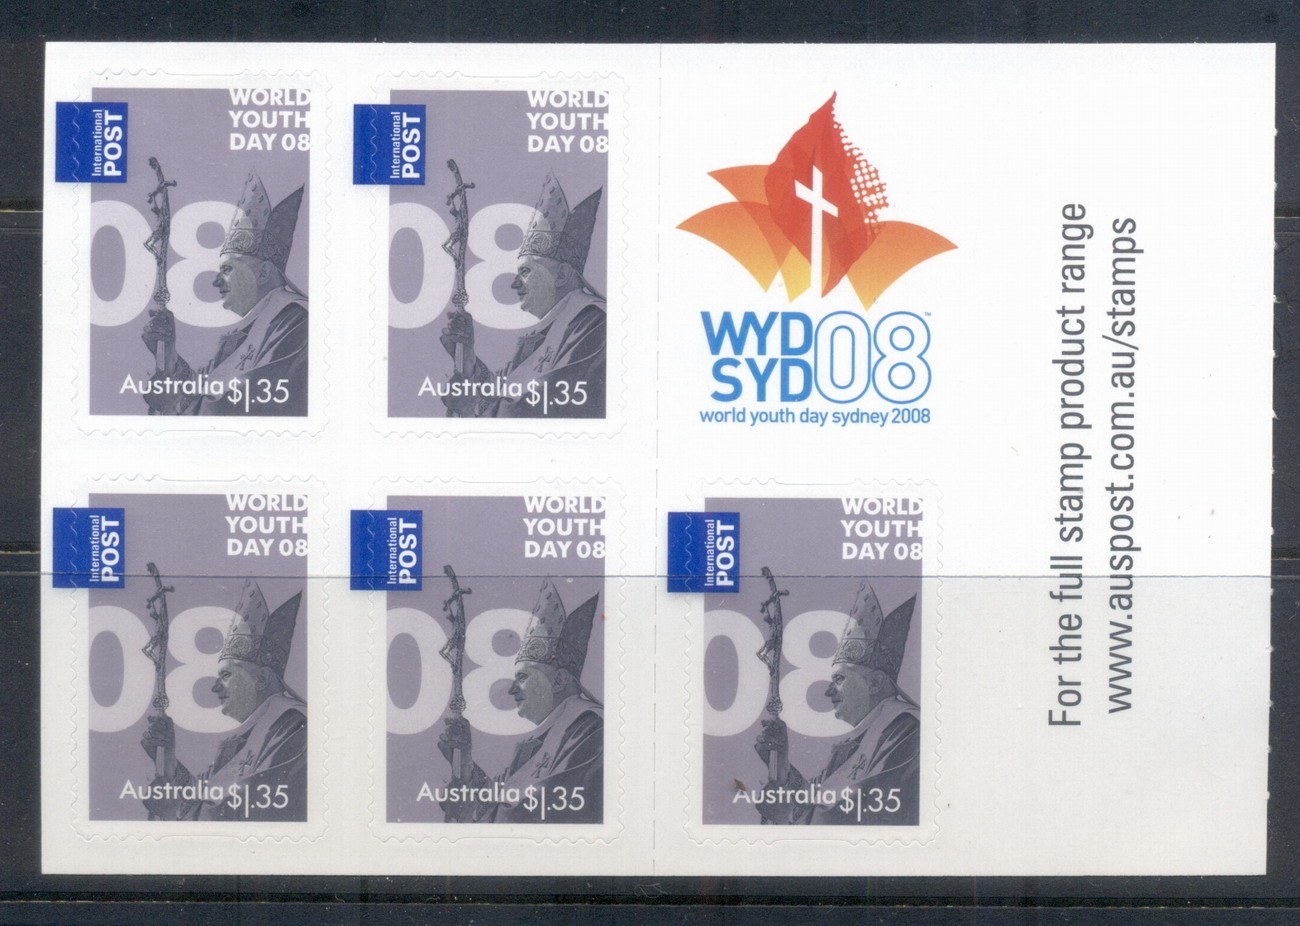 WORLD
YOUTH
DAY 08
International
POST
08
Australia $1.35
WORLD
YOUTH
DAY 08
International
POST
08
Australia $1.35
WYD
SYD08™
world youth day sydney 2008
WORLD
YOUTH
DAY 08
International
POST
08
Australia $1.35
WORLD
YOUTH
DAY 08
International
POST
08
Australia $1.35
WORLD
YOUTH
DAY 08
International
POST
08
Australia $1.35
For the full stamp product range
www.auspost.com.au/stamps